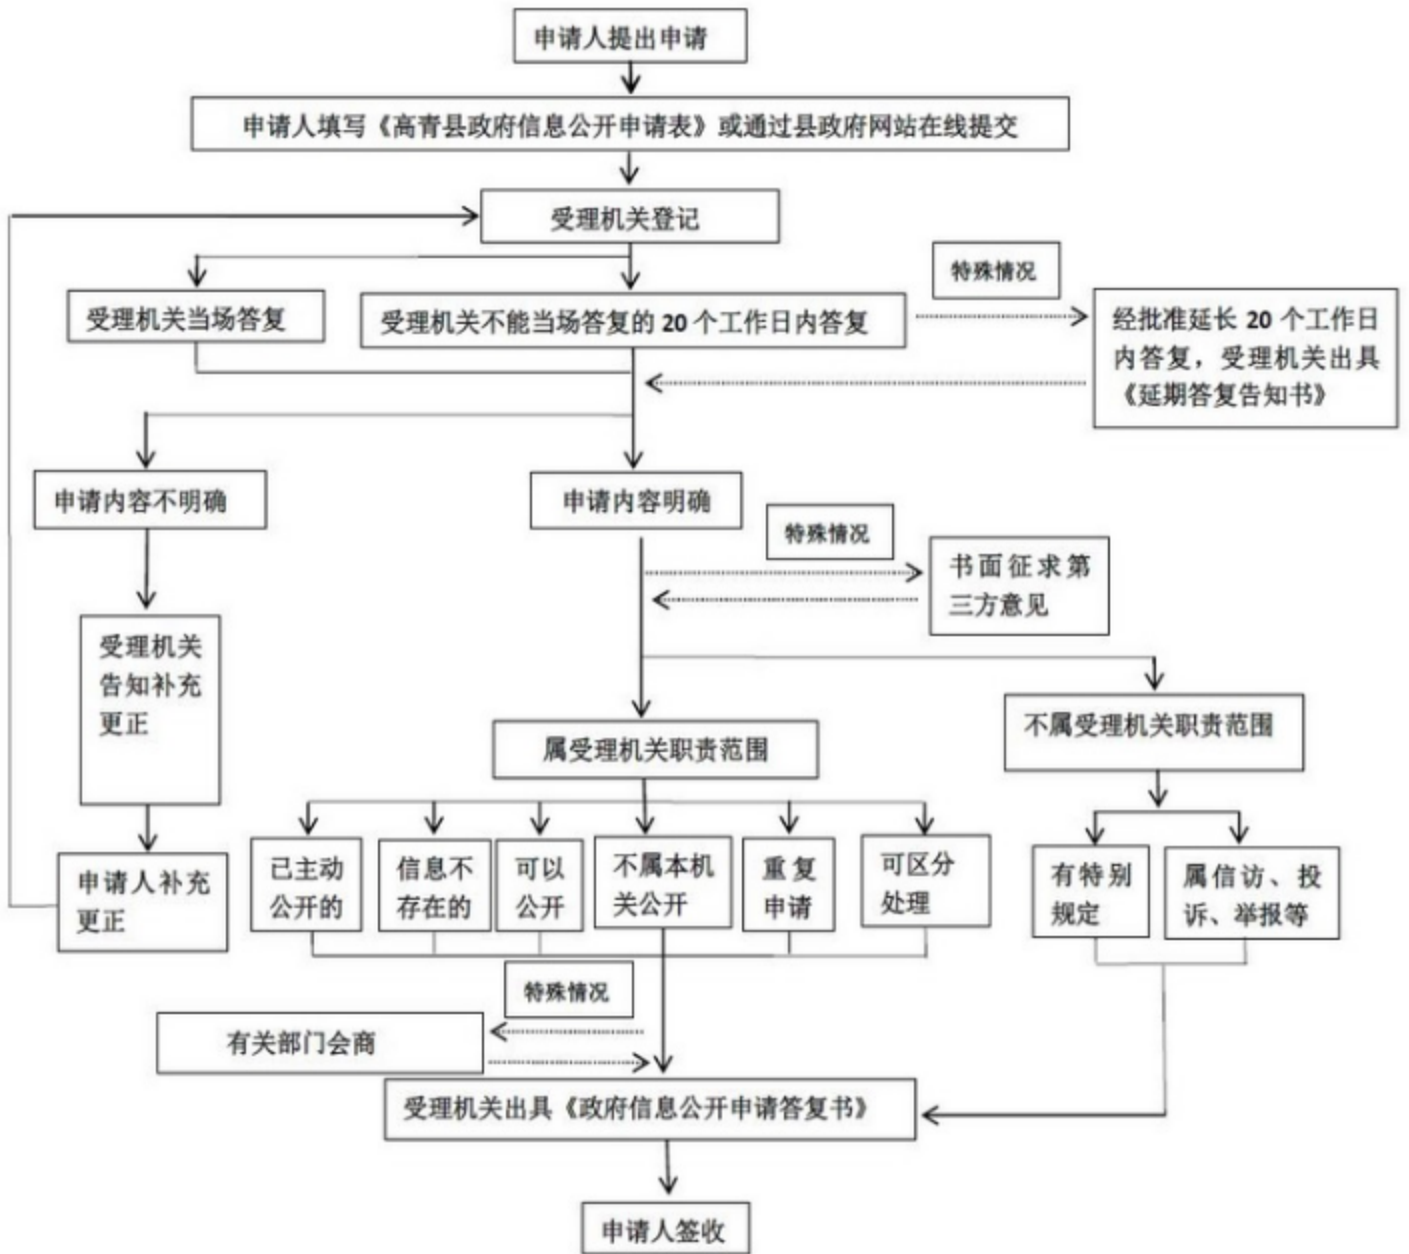 申请人提出申请
申请人填写《高青县政府信息公开申请表》或通过县政府网站在线提交
受理机关登记
特殊情况
受理机关当场答复
受理机关不能当场答复的 20 个工作日内答复
经批准延长 20 个工作日
内答复，受理机关出具
《延期答复告知书》
申请内容不明确
申请内容明确
特殊情况
书面征求第
三方意见
受理机关
告知补充
更正
属受理机关职责范围
不属受理机关职责范围
申请人补充
更正
已主动
公开的
信息不
存在的
可以
公开
不属本机
关公开
重复
申请
可区分
处理
有特别
规定
属信访、投
诉、举报等
特殊情况
有关部门会商
受理机关出具《政府信息公开申请答复书》
申请人签收